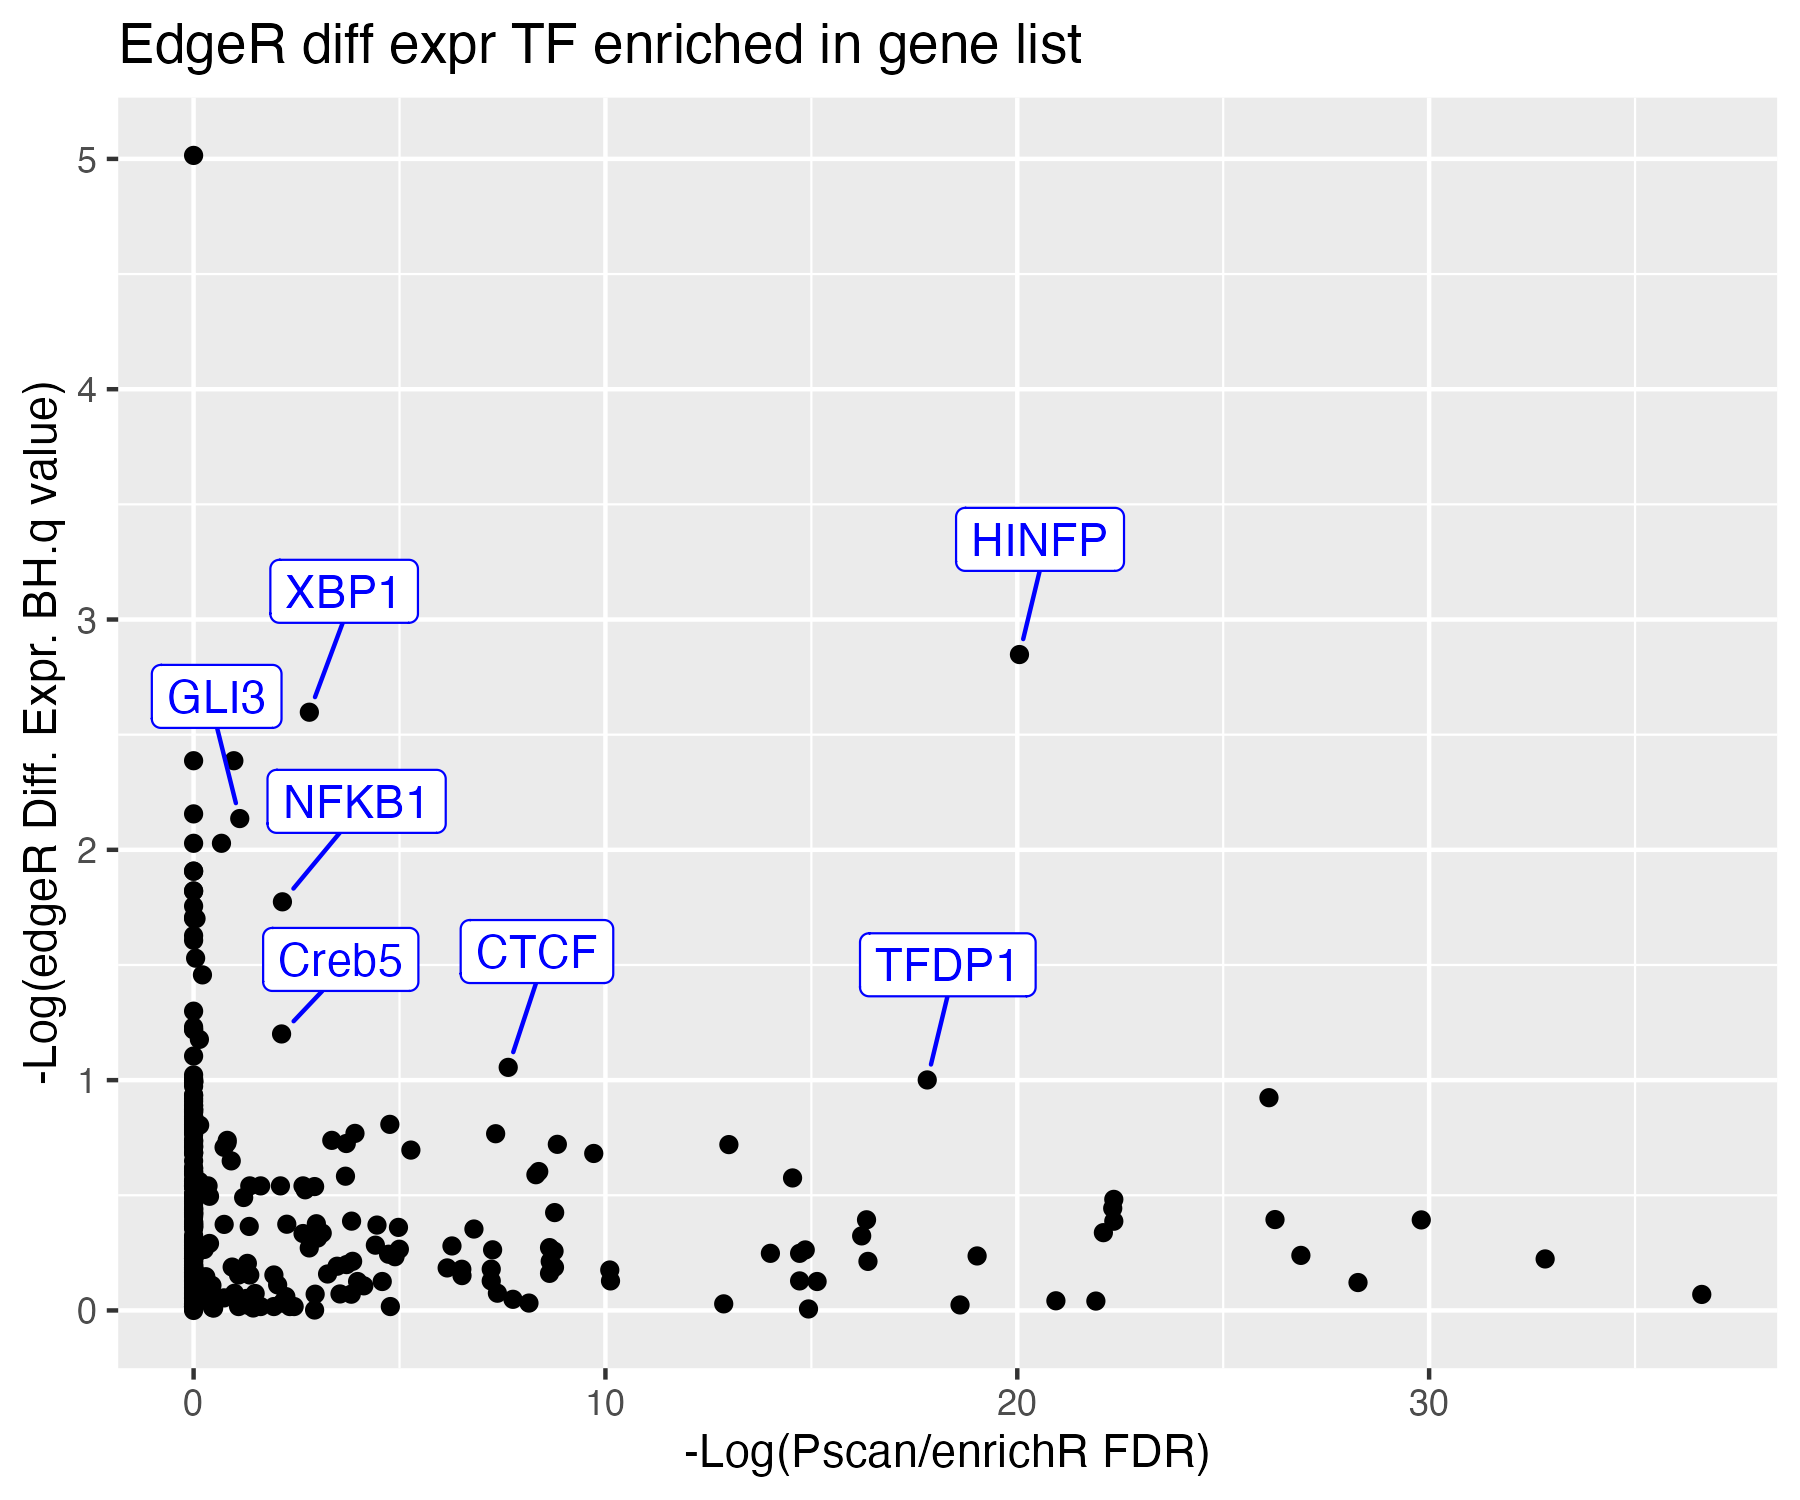 EdgeR diff expr TF enriched in gene list
-Log(edgeR Diff. Expr. BH.q value)
5
4
3
2
1
0
HINFP
XBP1
GLI3
NFKB1
Creb5
CTCF
TFDP1
0
10
20
30
-Log(Pscan/enrichR FDR)